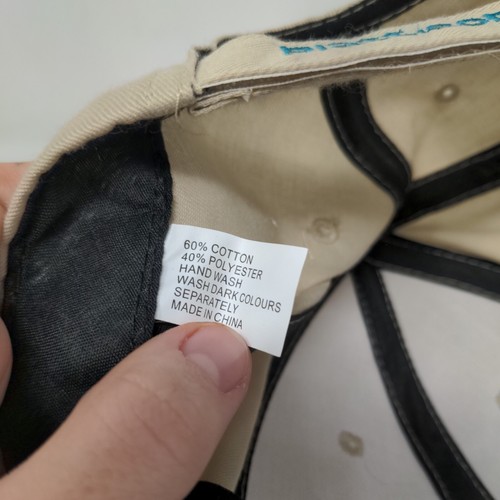 60% COTTON
40% POLYESTER
HAND WASH
WASH DARK COLOURS
SEPARATELY
MADE IN CHINA